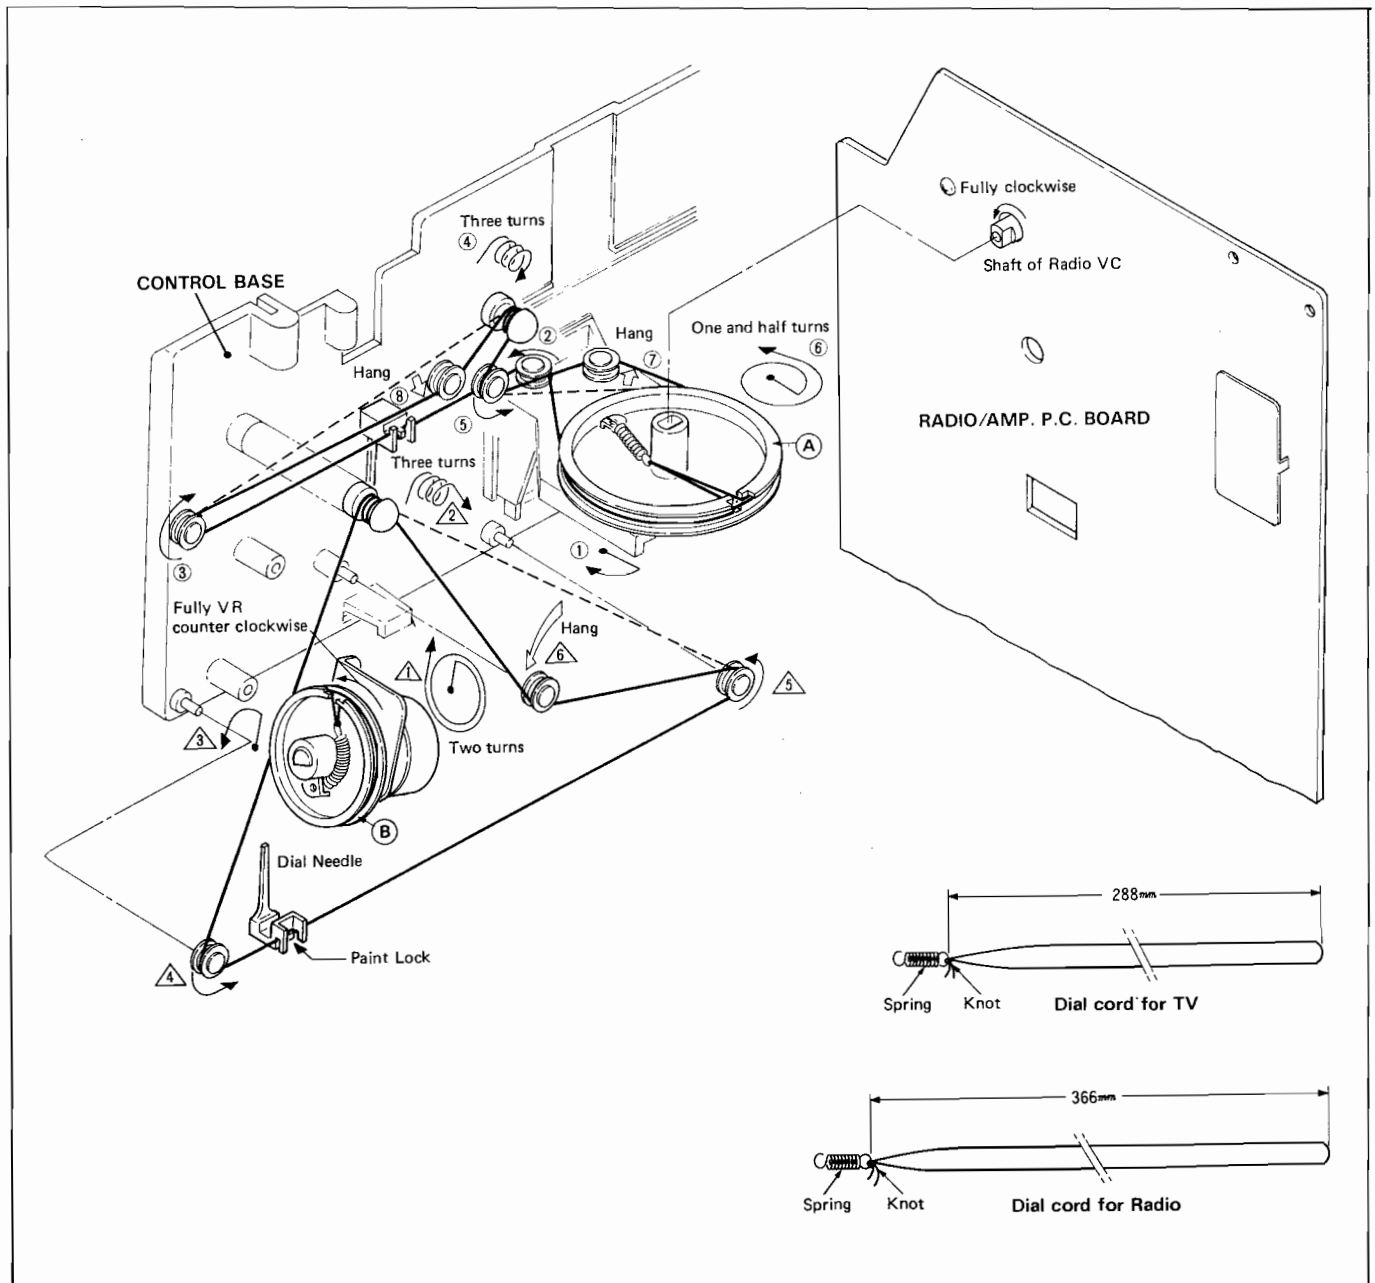 Three turns
④
Fully clockwise
Shaft of Radio VC
CONTROL BASE
②
Hang
⑦
One and half turns
⑥
Hang
⑧
⑤
RADIO/AMP. P.C. BOARD
A
Three turns
2
①
③
Fully VR
counter clockwise
Hang
6
1
5
3
Two turns
B
Dial Needle
Paint Lock
4
288mm
Spring
Knot
Dial cord for TV
366mm
Spring
Knot
Dial cord for Radio